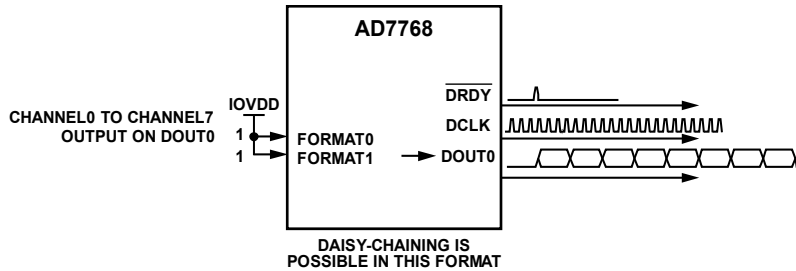 AD7768
IOVDD
CHANNEL0 TO CHANNEL7
OUTPUT ON DOUT0
1
1
FORMAT0
FORMAT1
DRDY
DCLK
DOUT0
DAISY-CHAINING IS
POSSIBLE IN THIS FORMAT